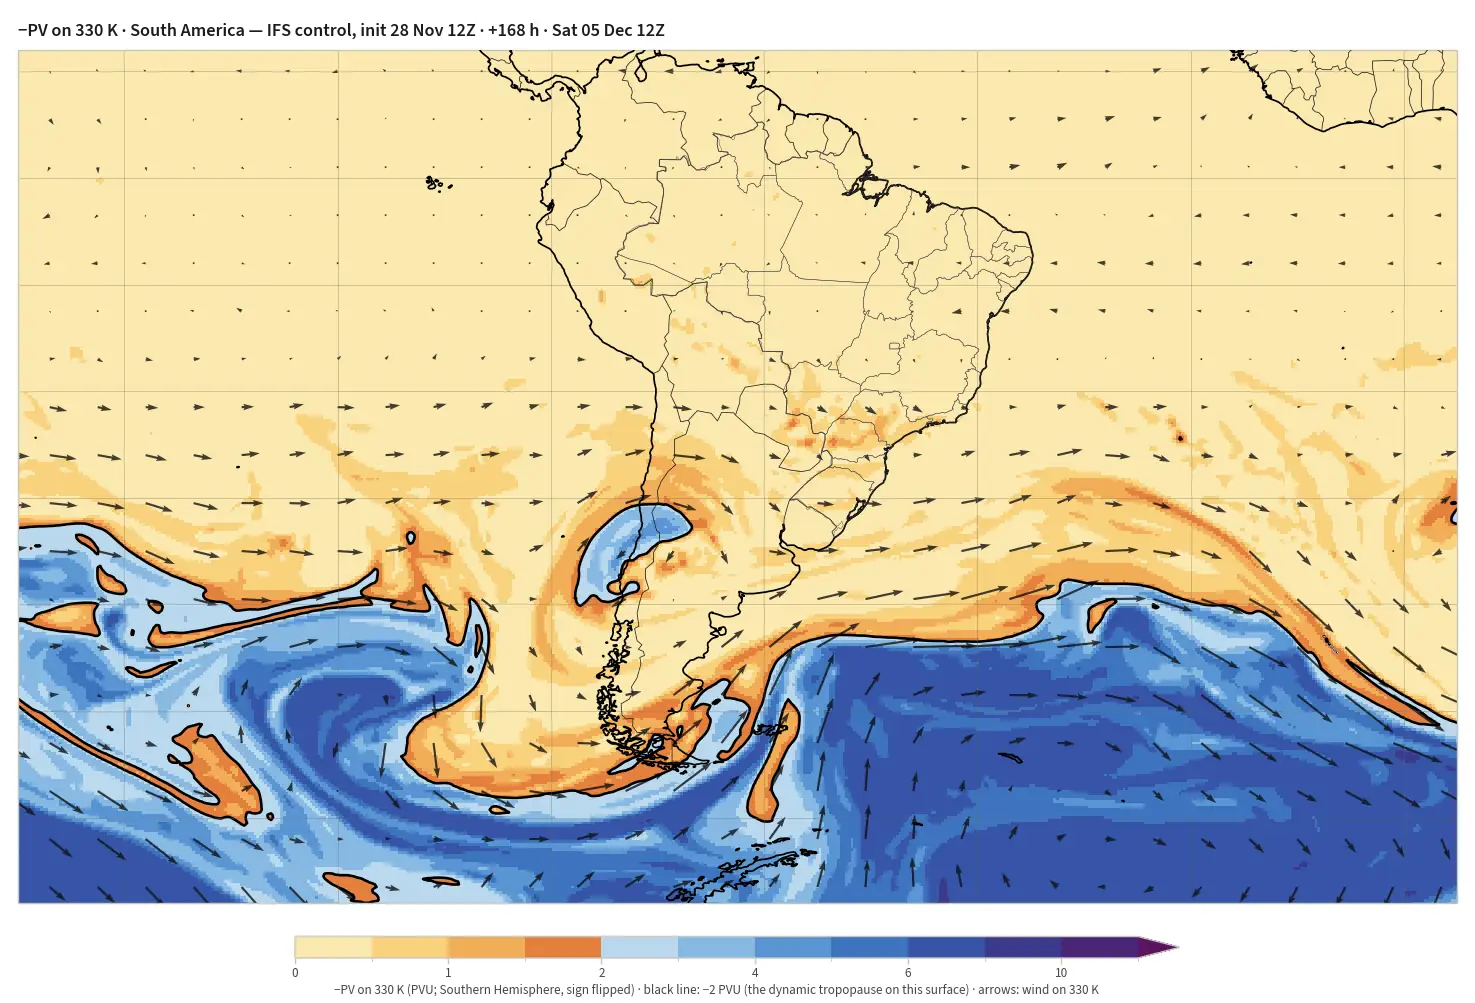 −PV on 330 K · South America — IFS control, init 28 Nov 12Z · +168 h · Sat 05 Dec 12Z
0 1 2 4 6 10
−PV on 330 K (PVU; Southern Hemisphere, sign flipped) · black line: −2 PVU (the dynamic tropopause on this surface) · arrows: wind on 330 K